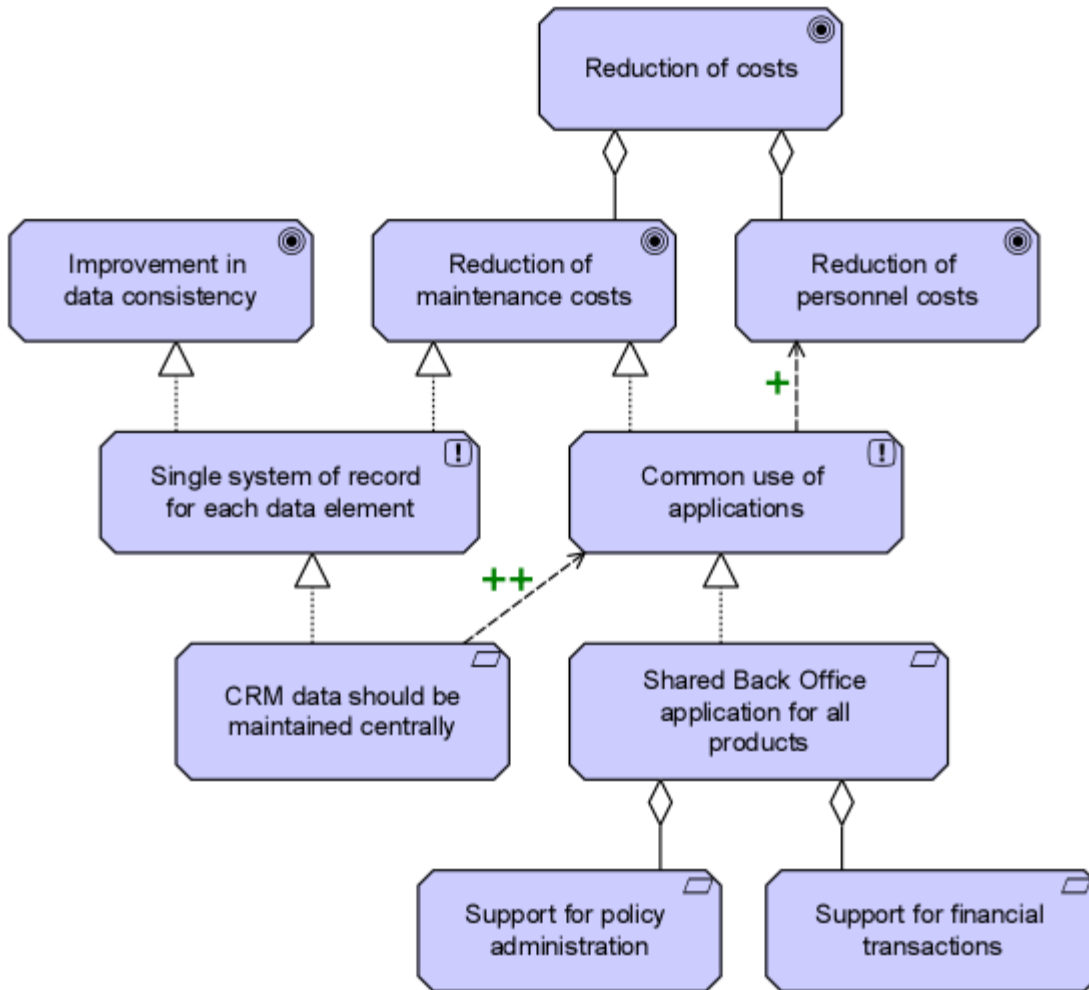 Reduction of costs
Improvement in
data consistency
Reduction of
maintenance costs
Reduction of
personnel costs
+
Single system of record
for each data element
!
Common use of
applications
!
++
CRM data should be
maintained centrally
Shared Back Office
application for all
products
Support for policy
administration
Support for financial
transactions